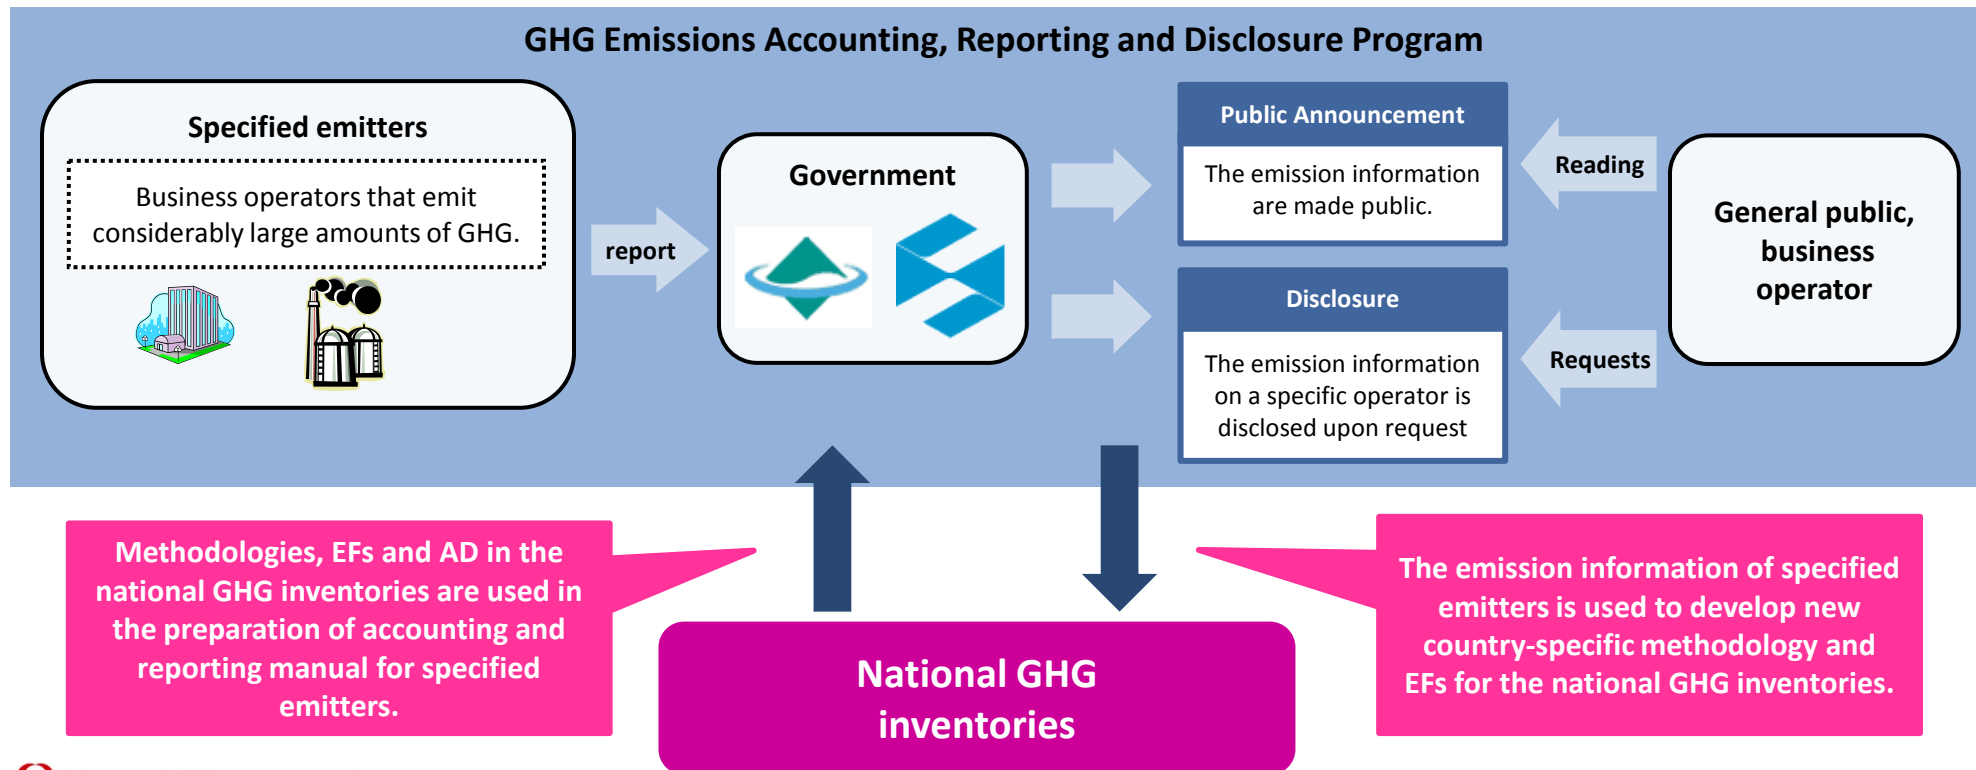 GHG Emissions Accounting, Reporting and Disclosure Program
Specified emitters
Business operators that emit
considerably large amounts of GHG.
report
Government
Public Announcement
The emission information
are made public.
Disclosure
The emission information
on a specific operator is
disclosed upon request
Reading
Requests
General public,
business
operator
Methodologies, EFs and AD in the
national GHG inventories are used in
the preparation of accounting and
reporting manual for specified
emitters.
National GHG
inventories
The emission information of specified
emitters is used to develop new
country-specific methodology and
EFs for the national GHG inventories.